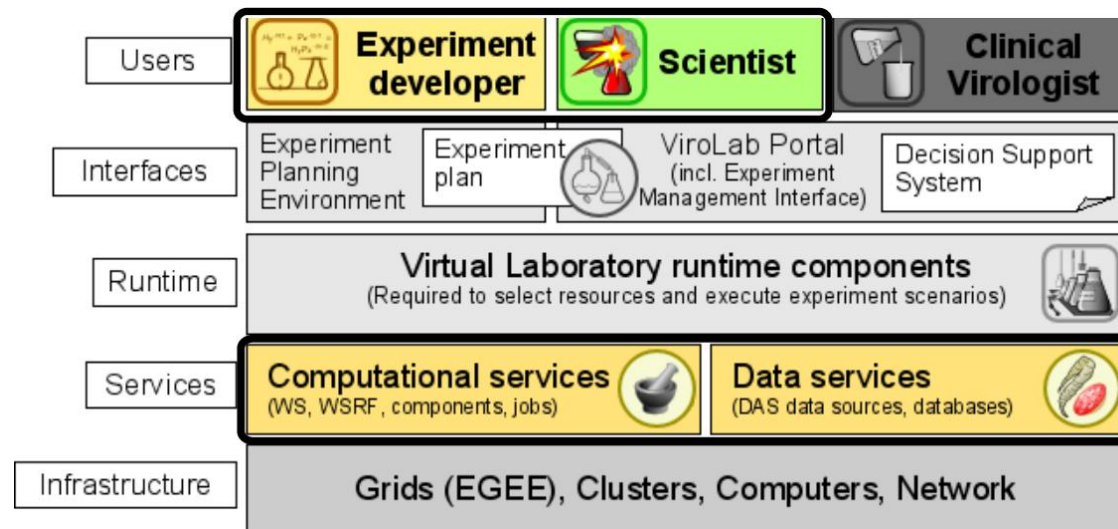 Users
Experiment
developer
Scientist
Clinical
Virologist
Interfaces
Experiment
Planning
Environment
Experiment
plan
ViroLab Portal
(incl. Experiment
Management Interface)
Decision Support
System
Runtime
Virtual Laboratory runtime components
(Required to select resources and execute experiment scenarios)
Services
Computational services
(WS, WSRF, components, jobs)
Data services
(DAS data sources, databases)
Infrastructure
Grids (EGEE), Clusters, Computers, Network